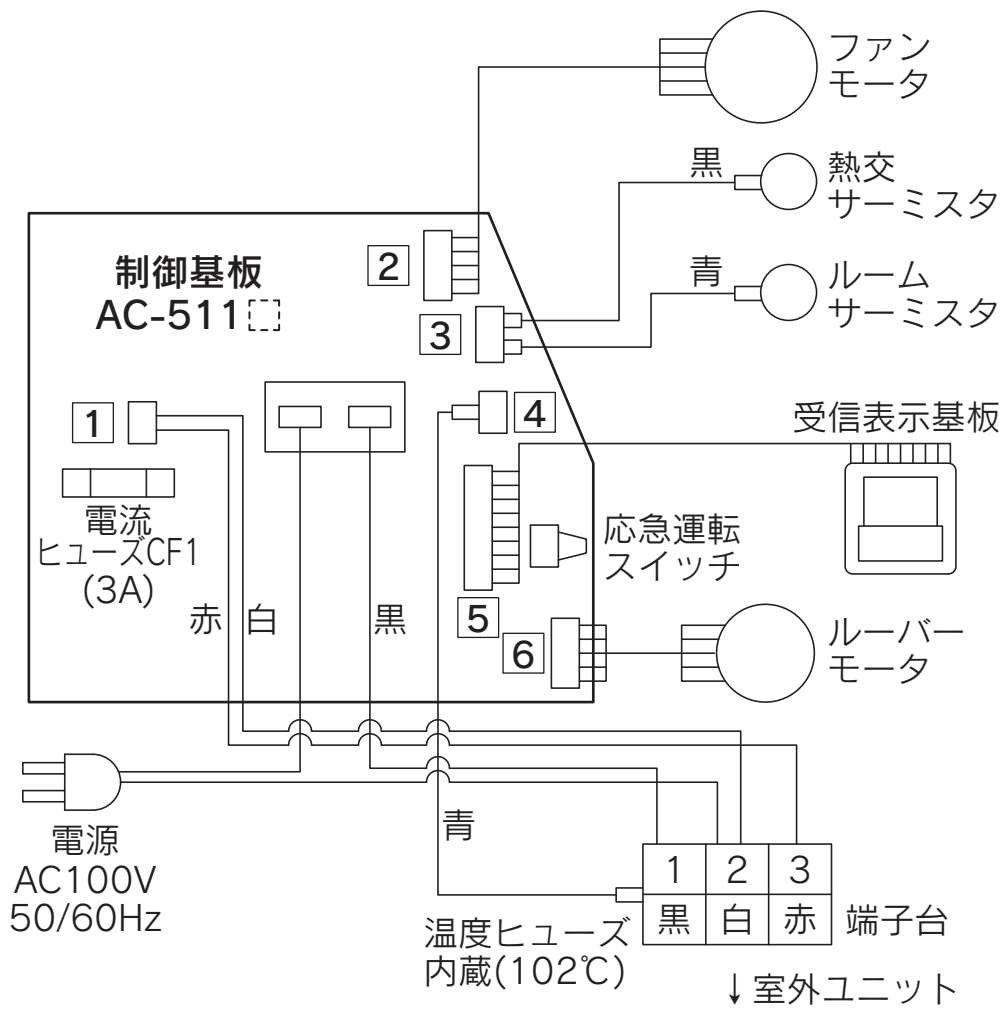 ファン
モータ
黒
熱交
サーミスタ
制御基板
AC-511
2
青
ルーム
サーミスタ
3
1
4
受信表示基板
電流
ヒューズCF1
(3A)
応急運転
スイッチ
赤
白
黒
5
6
ルーバー
モータ
電源
AC100V
50/60Hz
青
1 2 3
黒 白 赤
端子台
温度ヒューズ
内蔵(102℃)
↓室外ユニット